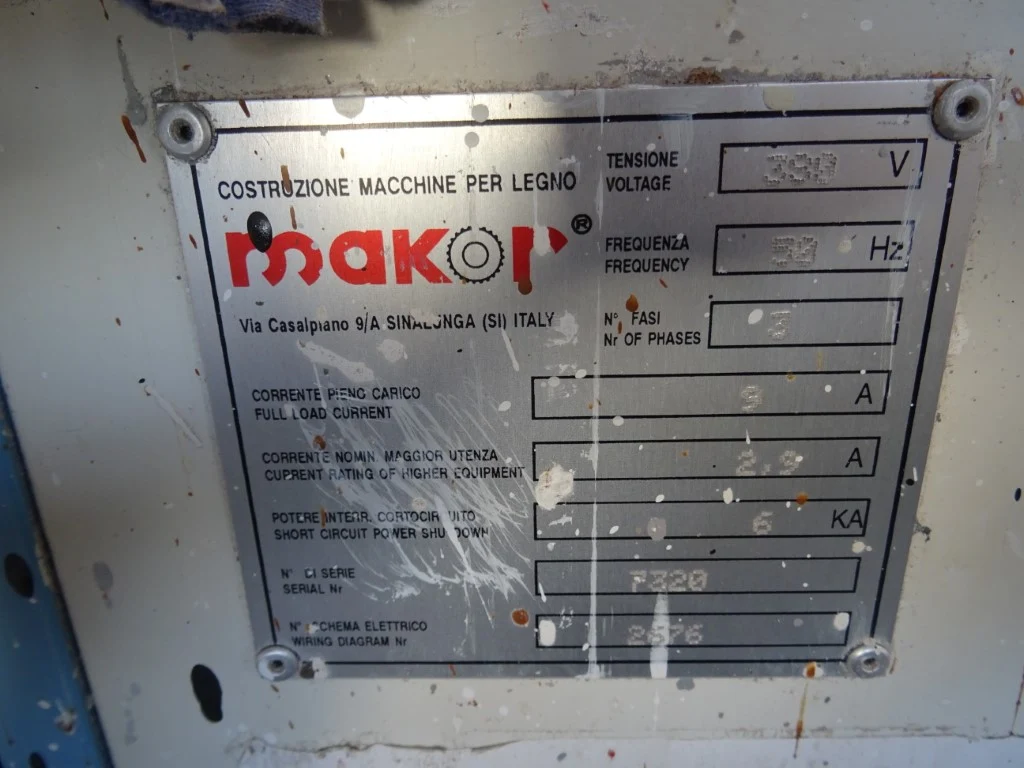 COSTRUZIONE MACCHINE PER LEGNO
makor®
Via Casalpiano 9/A SINALUNGA (SI) ITALY
TENSIONE
VOLTAGE
V
FREQUENZA
FREQUENCY
Hz
N° FASI
Nr OF PHASES
3
CORRENTE PIENO CARICO
FULL LOAD CURRENT
9 A
CORRENTE NOMIN. MAGGIOR UTENZA
CURRENT RATING OF HIGHER EQUIPMENT
A
POTERE INTERR. CORTOCIRCUITO
SHORT CIRCUIT POWER SHUTDOWN
6 KA
N° DI SERIE
SERIAL Nr
7320
N° SCHEMA ELETTRICO
WIRING DIAGRAM Nr